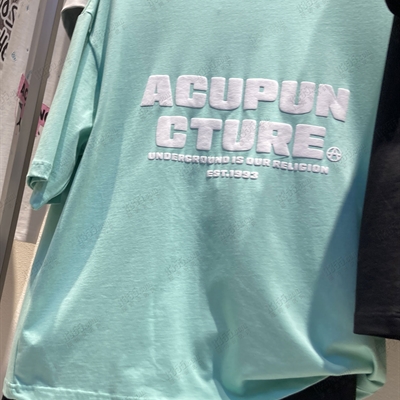 ACUPUN
CTURE
UNDERGROUND IS OUR RELIGION
EST.1993